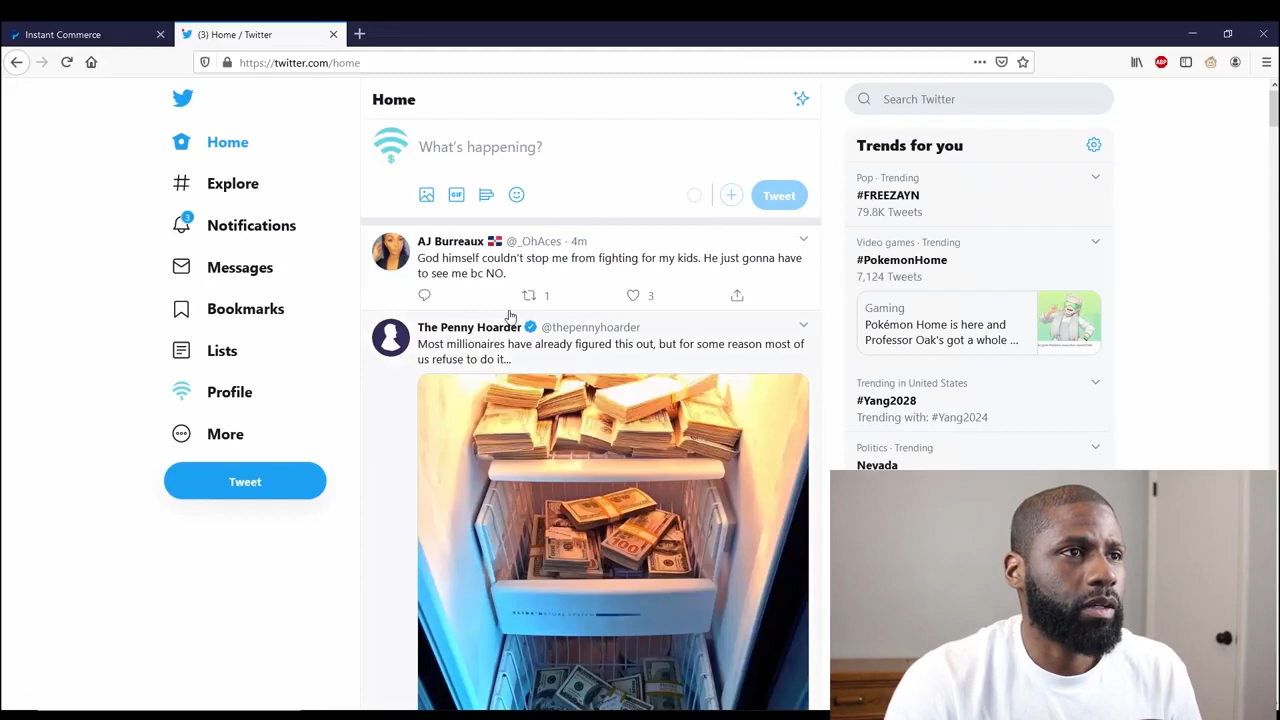 Instant Commerce
(3) Home / Twitter
https://twitter.com/home
ABP
Home
Explore
3
Notifications
Messages
Bookmarks
Lists
Profile
More
Tweet
Home
What's happening?
GIF
Tweet
AJ Burreaux @_OhAces · 4m
God himself couldn't stop me from fighting for my kids. He just gonna have
to see me bc NO.
1
3
The Penny Hoarder @thepennyhoarder
Most millionaires have already figured this out, but for some reason most of
us refuse to do it...
100
Search Twitter
Trends for you
Pop · Trending
#FREEZAYN
79.8K Tweets
Video games · Trending
#PokemonHome
7,124 Tweets
Gaming
Pokémon Home is here and
Professor Oak's got a whole ...
Trending in United States
#Yang2028
Trending with: #Yang2024
Politics · Trending
Nevada